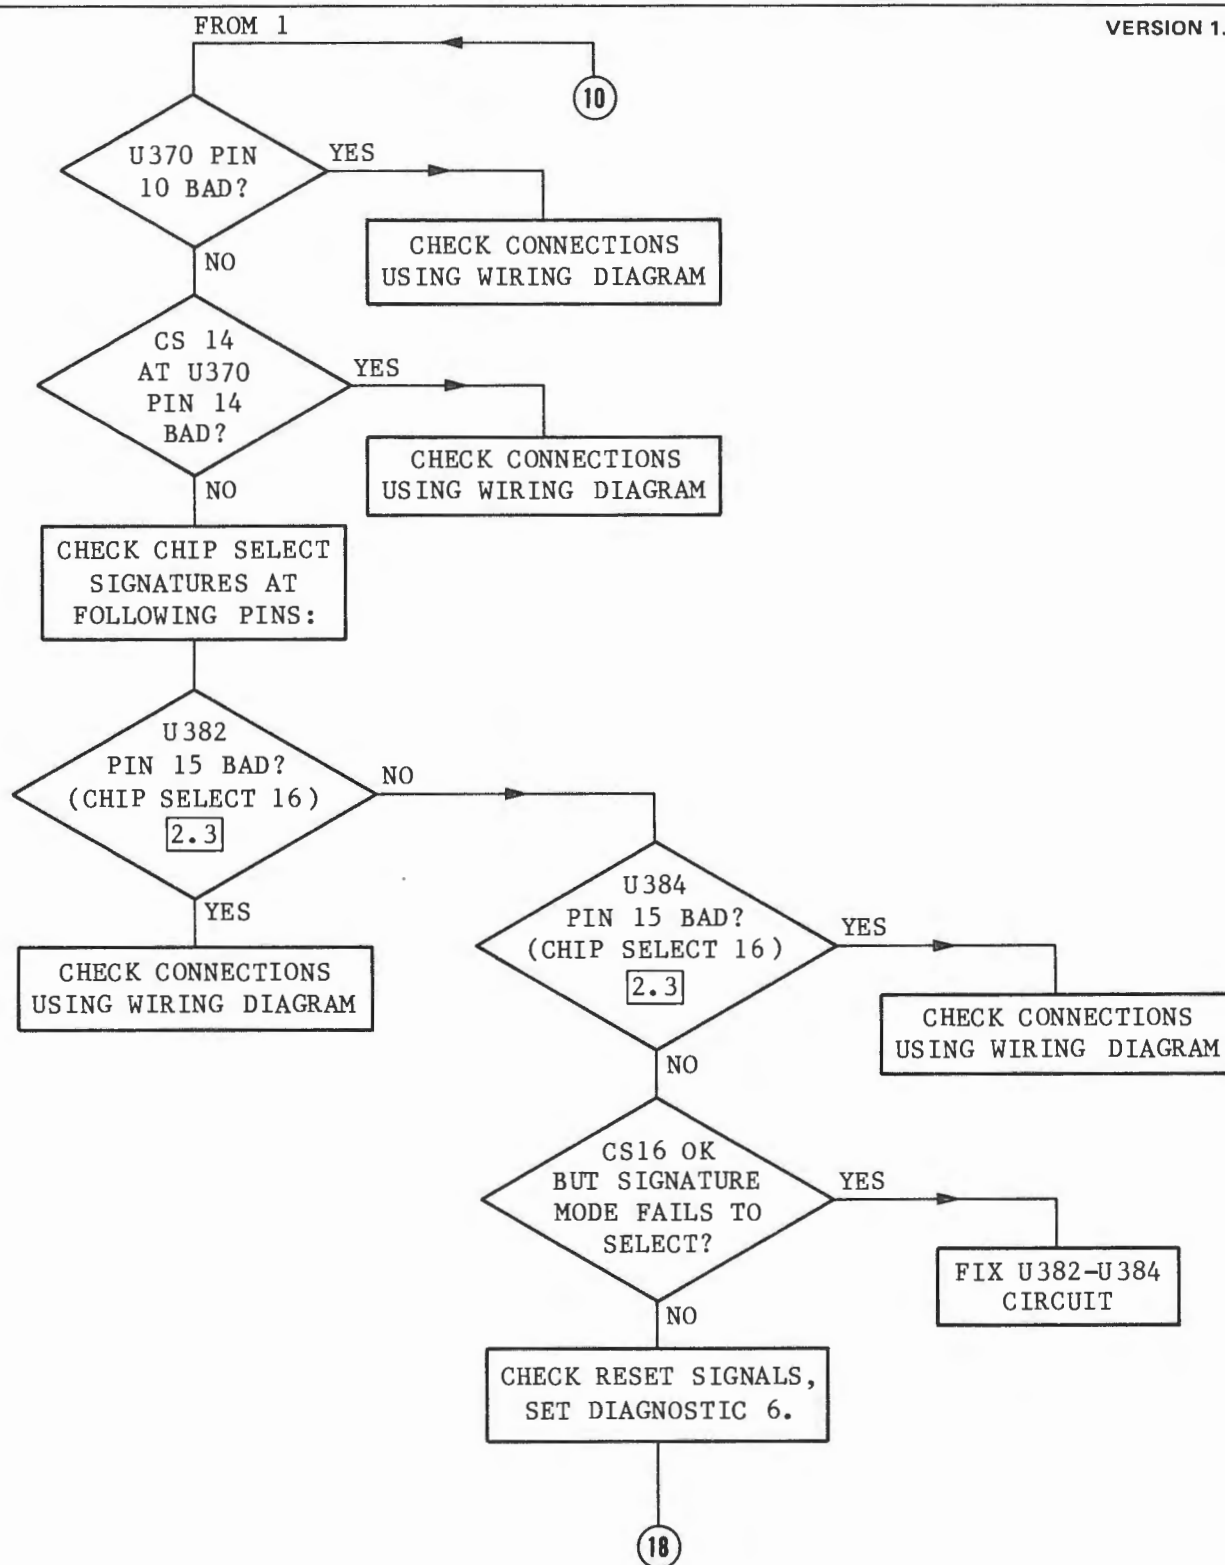 FROM 1
VERSION 1.
10
U370 PIN
10 BAD?
YES
CHECK CONNECTIONS
USING WIRING DIAGRAM
NO
CS 14
AT U370
PIN 14
BAD?
YES
CHECK CONNECTIONS
USING WIRING DIAGRAM
NO
CHECK CHIP SELECT
SIGNATURES AT
FOLLOWING PINS:
U382
PIN 15 BAD?
(CHIP SELECT 16)
2.3
NO
YES
CHECK CONNECTIONS
USING WIRING DIAGRAM
U384
PIN 15 BAD?
(CHIP SELECT 16)
2.3
YES
CHECK CONNECTIONS
USING WIRING DIAGRAM
NO
CS16 OK
BUT SIGNATURE
MODE FAILS TO
SELECT?
YES
FIX U382-U384
CIRCUIT
NO
CHECK RESET SIGNALS,
SET DIAGNOSTIC 6.
18